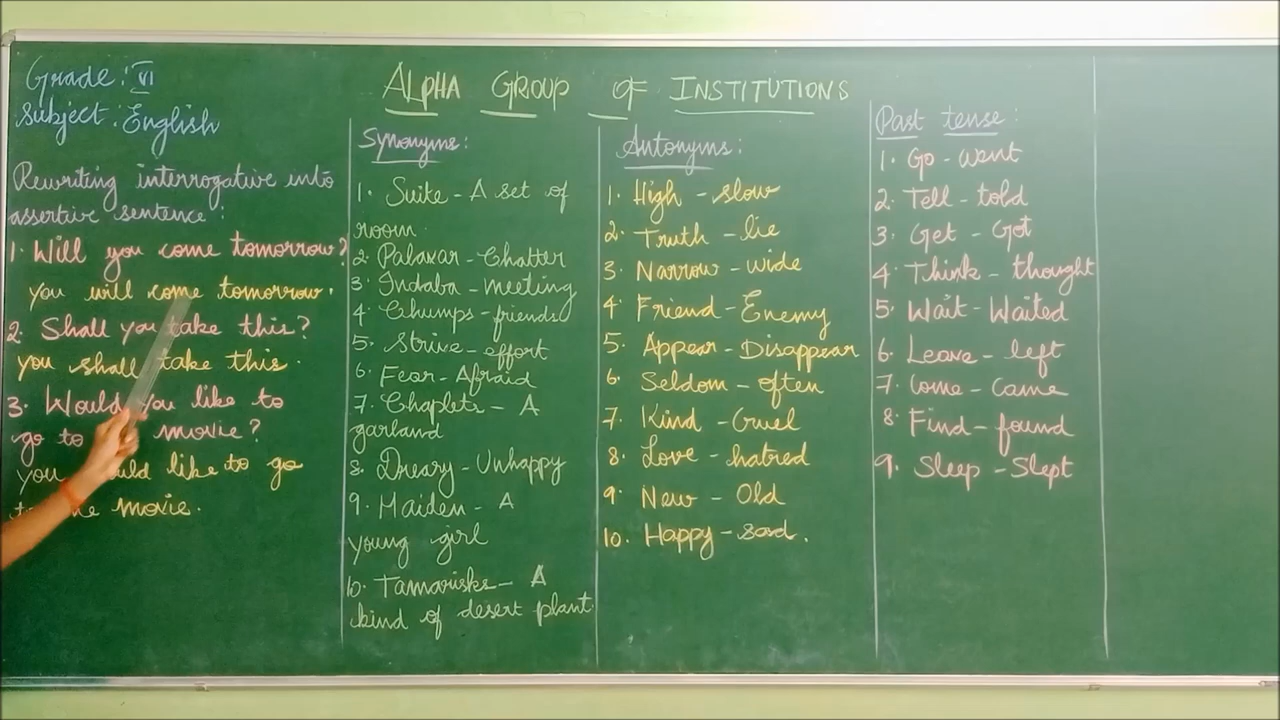 Grade: VI
Subject: English
ALpHA GROUP OF INSTITUTIONS
Rewriting interrogative into
assertive sentence:
1. Will you come tomorrow?
you will come tomorrow.
2. Shall you take this?
you shall take this.
3. Would you like to
go to movie?
you would like to go
movie.
Synonyms:
1. Suite - A set of
room.
2. Palaxar - Chatter
3. Indaba - meeting
4. Chumps - friends
5. Strive - effort
6. Fear - Afraid
7. Chaplets - A
garland
8. Dreary - Unhappy
9. Maiden - A
young girl
10. Tamarisks - A
kind of desert plant.
Antonyms:
1. High - slow
2. Truth - lie
3. Narrow - wide
4. Friend - Enemy
5. Appear - Disappear
6. Seldom - often
7. Kind - Cruel
8. Love - hatred
9. New - Old
10. Happy - sad.
Past tense:
1. Go - went
2. Tell - told
3. Get - Got
4. Think - thought
5. Wait - Waited
6. Leave - left
7. Come - Came
8. Find - found
9. Sleep - Slept